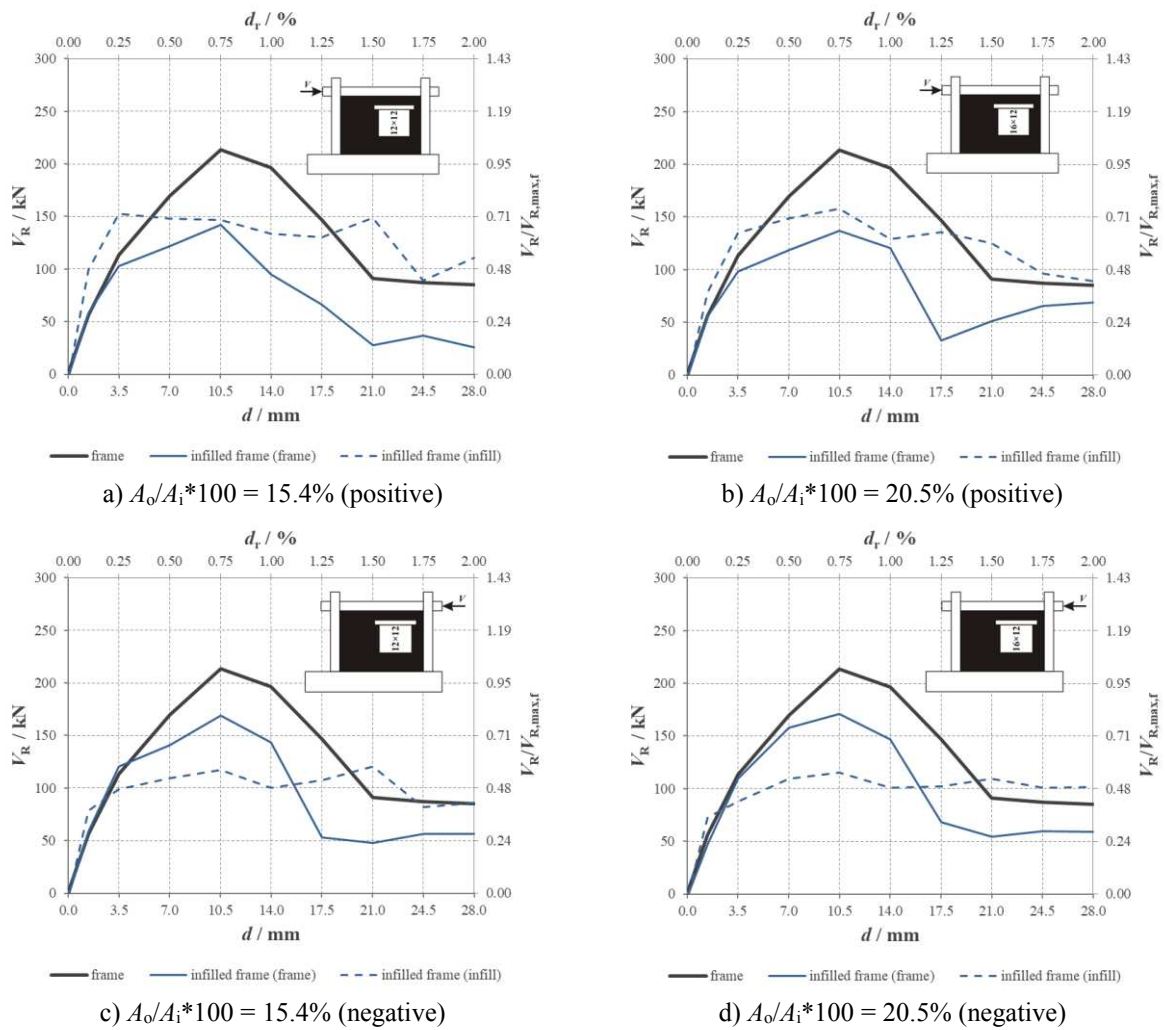 d_r / %
0.00 0.25 0.50 0.75 1.00 1.25 1.50 1.75 2.00
300 1.43
250 1.19
200 0.95
150 0.71
100 0.48
50 0.24
0 0.00
V_R / kN
V_R/V_R,max,f
V
12×12
0.0 3.5 7.0 10.5 14.0 17.5 21.0 24.5 28.0
d / mm
frame infilled frame (frame) infilled frame (infill)
a) A_o/A_i*100 = 15.4% (positive)
d_r / %
0.00 0.25 0.50 0.75 1.00 1.25 1.50 1.75 2.00
300 1.43
250 1.19
200 0.95
150 0.71
100 0.48
50 0.24
0 0.00
V_R / kN
V_R/V_R,max,f
V
16×12
0.0 3.5 7.0 10.5 14.0 17.5 21.0 24.5 28.0
d / mm
frame infilled frame (frame) infilled frame (infill)
b) A_o/A_i*100 = 20.5% (positive)
d_r / %
0.00 0.25 0.50 0.75 1.00 1.25 1.50 1.75 2.00
300 1.43
250 1.19
200 0.95
150 0.71
100 0.48
50 0.24
0 0.00
V_R / kN
V_R/V_R,max,f
V
12×12
0.0 3.5 7.0 10.5 14.0 17.5 21.0 24.5 28.0
d / mm
frame infilled frame (frame) infilled frame (infill)
c) A_o/A_i*100 = 15.4% (negative)
d_r / %
0.00 0.25 0.50 0.75 1.00 1.25 1.50 1.75 2.00
300 1.43
250 1.19
200 0.95
150 0.71
100 0.48
50 0.24
0 0.00
V_R / kN
V_R/V_R,max,f
V
16×12
0.0 3.5 7.0 10.5 14.0 17.5 21.0 24.5 28.0
d / mm
frame infilled frame (frame) infilled frame (infill)
d) A_o/A_i*100 = 20.5% (negative)